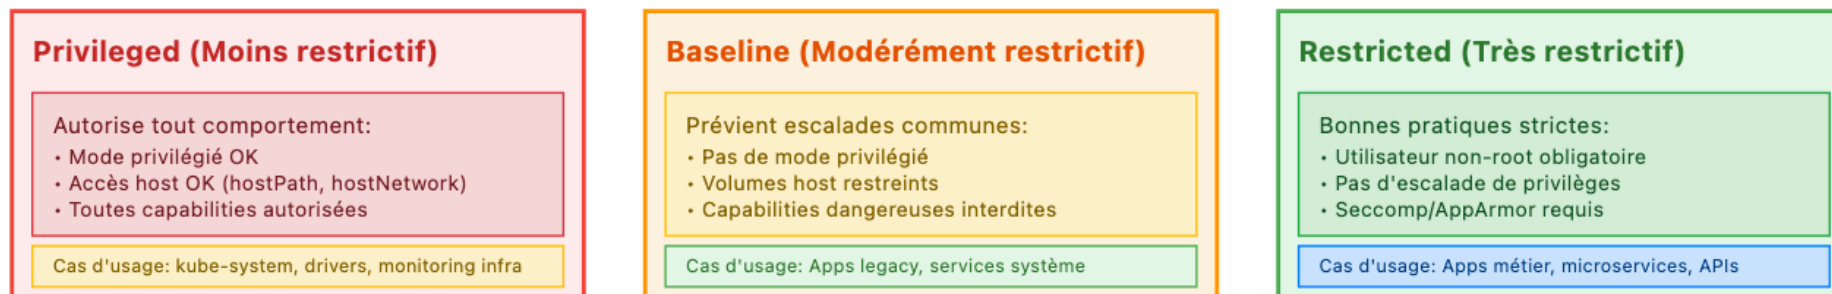 Privileged (Moins restrictif)
Autorise tout comportement:
• Mode privilégié OK
• Accès host OK (hostPath, hostNetwork)
• Toutes capabilities autorisées
Cas d'usage: kube-system, drivers, monitoring infra
Baseline (Modérément restrictif)
Prévient escalades communes:
• Pas de mode privilégié
• Volumes host restreints
• Capabilities dangereuses interdites
Cas d'usage: Apps legacy, services système
Restricted (Très restrictif)
Bonnes pratiques strictes:
• Utilisateur non-root obligatoire
• Pas d'escalade de privilèges
• Seccomp/AppArmor requis
Cas d'usage: Apps métier, microservices, APIs